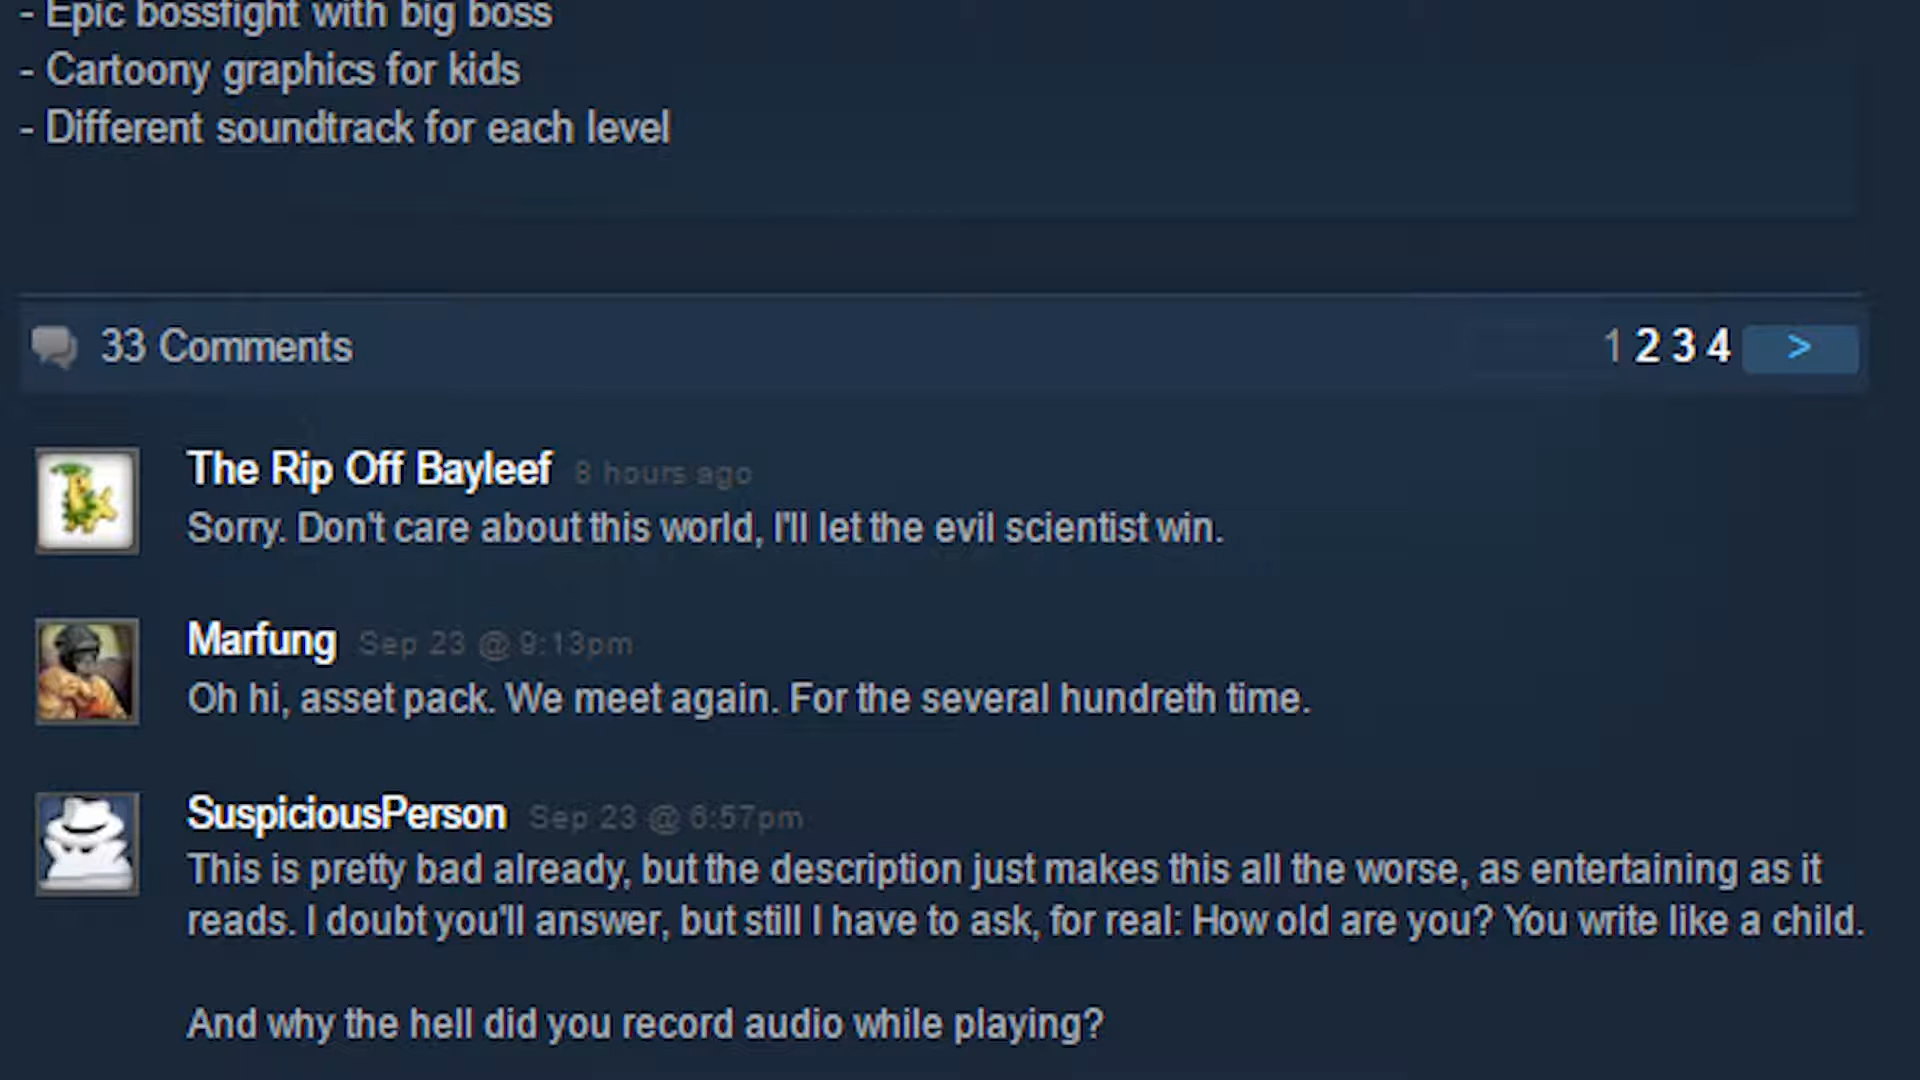 - Epic bossfight with big boss
- Cartoony graphics for kids
- Different soundtrack for each level
33 Comments
1 2 3 4 >
The Rip Off Bayleef 8 hours ago
Sorry. Don't care about this world, I'll let the evil scientist win.
Marfung Sep 23 @ 9:13pm
Oh hi, asset pack. We meet again. For the several hundreth time.
SuspiciousPerson Sep 23 @ 6:57pm
This is pretty bad already, but the description just makes this all the worse, as entertaining as it
reads. I doubt you'll answer, but still I have to ask, for real: How old are you? You write like a child.
And why the hell did you record audio while playing?